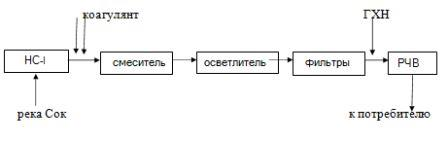 коагулянт
ГХН
НС-I
смеситель
осветлитель
фильтры
РЧВ
река Сок
к потребителю